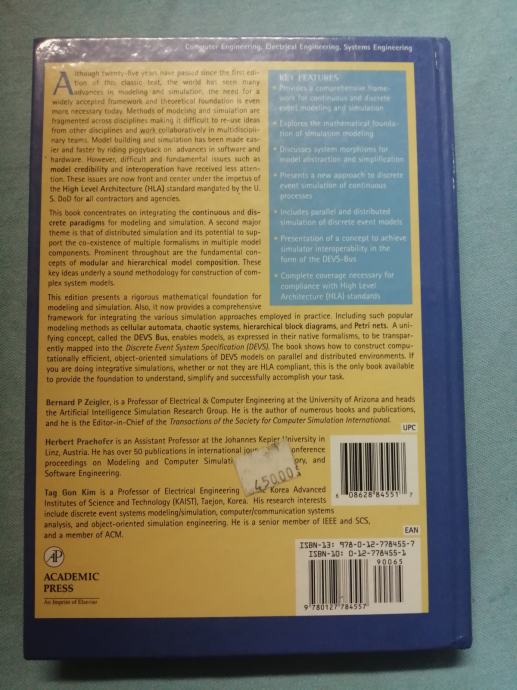 Computer Engineering, Electrical Engineering, Systems Engineering
Although twenty-five years have passed since the first edi-
tion of this classic text, the world has seen many
advances in modeling and simulation, the need for a
widely accepted framework and theoretical foundation is even
more necessary today. Methods of modeling and simulation are
fragmented across disciplines making it difficult to re-use ideas
from other disciplines and work collaboratively in multidiscipli-
nary teams. Model building and simulation has been made eas-
ier and faster by riding piggyback on advances in software and
hardware. However, difficult and fundamental issues such as
model credibility and interoperation have received less atten-
tion. These issues are now front and center under the impetus of
the High Level Architecture (HLA) standard mandated by the U.
S. DoD for all contractors and agencies.
This book concentrates on integrating the continuous and dis-
crete paradigms for modeling and simulation. A second major
theme is that of distributed simulation and its potential to sup-
port the co-existence of multiple formalisms in multiple model
components. Prominent throughout are the fundamental con-
cepts of modular and hierarchical model composition. These
key ideas underly a sound methodology for construction of com-
plex system models.
KEY FEATURES
• Provides a comprehensive frame-
work for continuous and discrete
event modeling and simulation
• Explores the mathematical founda-
tion of simulation modeling
• Discusses system morphisms for
model abstraction and simplification
• Presents a new approach to discrete
event simulation of continuous
processes
• Includes parallel and distributed
simulation of discrete event models
• Presentation of a concept to achieve
simulator interoperability in the
form of the DEVS-Bus
• Complete coverage necessary for
compliance with High Level
Architecture (HLA) standards
This edition presents a rigorous mathematical foundation for
modeling and simulation. Also, it now provides a comprehensive
framework for integrating the various simulation approaches employed in practice. Including such popular
modeling methods as cellular automata, chaotic systems, hierarchical block diagrams, and Petri nets. A uni-
fying concept, called the DEVS Bus, enables models, as expressed in their native formalisms, to be transpar-
ently mapped into the Discrete Event System Specification (DEVS). The book shows how to construct compu-
tationally efficient, object-oriented simulations of DEVS models on parallel and distributed environments. If
you are doing integrative simulations, whether or not they are HLA compliant, this is the only book available
to provide the foundation to understand, simplify and successfully accomplish your task.
Bernard P Zeigler, is a Professor of Electrical & Computer Engineering at the University of Arizona and heads
the Artificial Intelligence Simulation Research Group. He is the author of numerous books and publications,
and he is the Editor-in-Chief of the Transactions of the Society for Computer Simulation International.
Herbert Praehofer is an Assistant Professor at the Johannes Kepler University in
Linz, Austria. He has over 50 publications in international conference
proceedings on Modeling and Computer and
Software Engineering.
450.00
Tag Gon Kim is a Professor of Electrical Engineering Korea Advanced
Institutes of Science and Technology (KAIST), Taejon, Korea. His research interests
include discrete event systems modeling/simulation, computer/communication systems
analysis, and object-oriented simulation engineering. He is a senior member of IEEE and SCS,
and a member of ACM.
UPC
0 08628 84551 7
EAN
ISBN-13: 978-0-12-778455-7
ISBN-10: 0-12-778455-1
90065
9 780127 784557
AP
ACADEMIC
PRESS
An Imprint of Elsevier